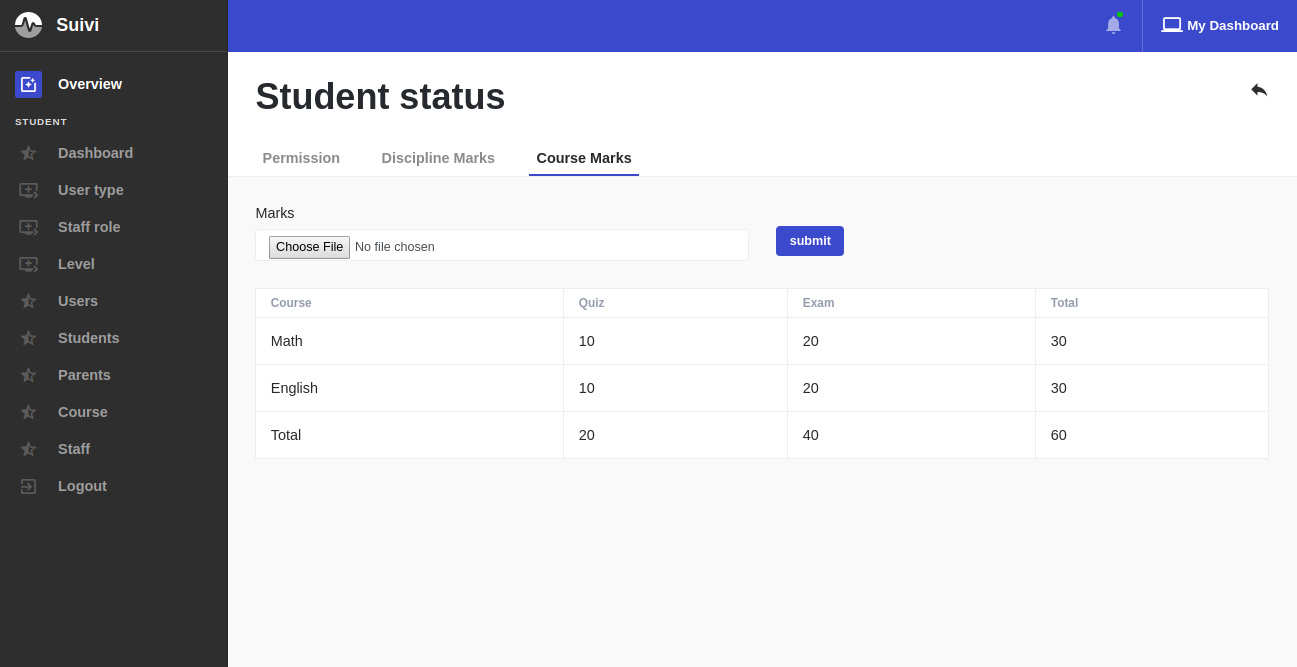 Suivi
My Dashboard
Overview
STUDENT
Dashboard
User type
Staff role
Level
Users
Students
Parents
Course
Staff
Logout
Student status
Permission Discipline Marks Course Marks
Marks
Choose File No file chosen
submit
Course Quiz Exam Total
Math 10 20 30
English 10 20 30
Total 20 40 60